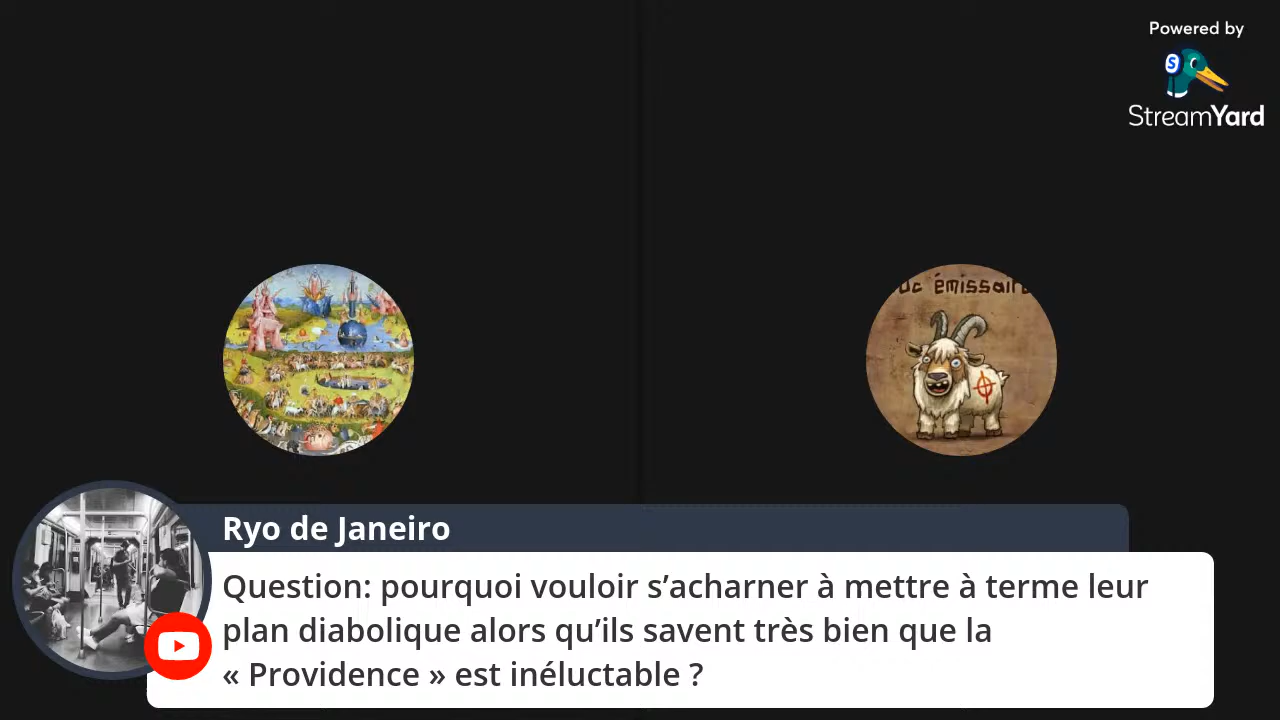 Powered by
StreamYard
émissaire
Ryo de Janeiro
Question: pourquoi vouloir s’acharner à mettre à terme leur
plan diabolique alors qu’ils savent très bien que la
« Providence » est inéluctable ?